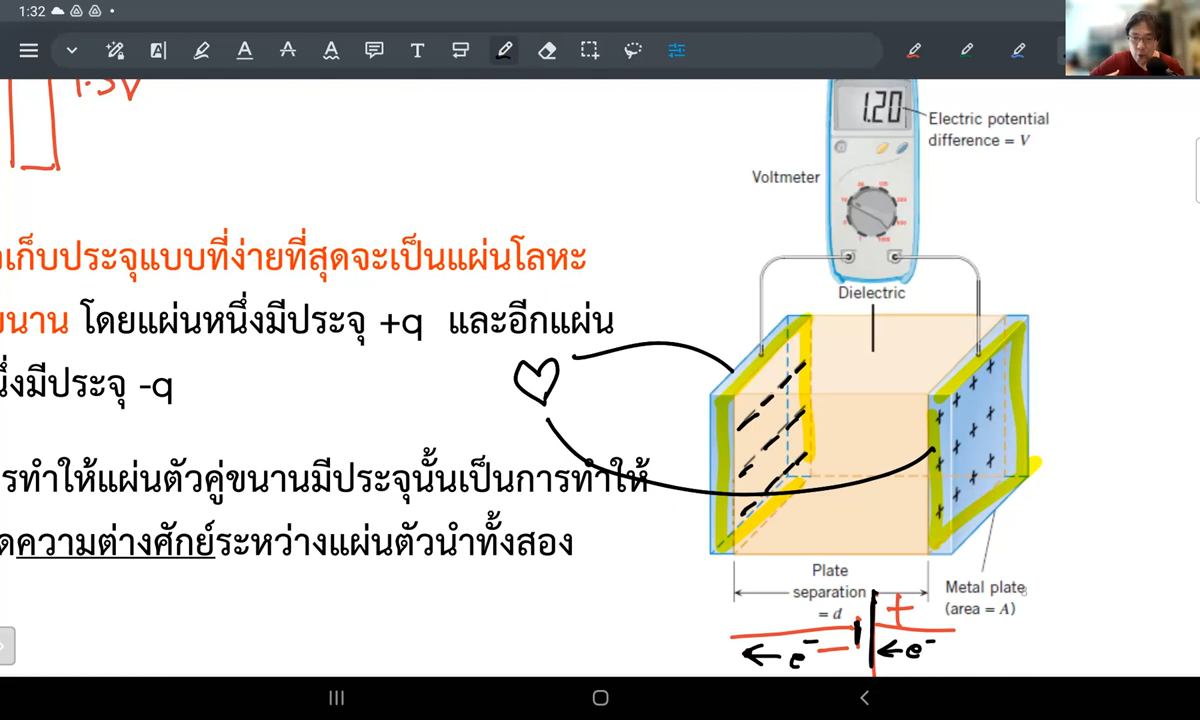 1:32
1.5V
1.20
Electric potential
difference = V
Voltmeter
Dielectric
เก็บประจุแบบที่ง่ายที่สุดจะเป็นแผ่นโลหะ
นาน โดยแผ่นหนึ่งมีประจุ +q และอีกแผ่น
นึ่งมีประจุ -q
รทำให้แผ่นตัวคู่ขนานมีประจุนั้นเป็นการทำให้
ดความต่างศักย์ระหว่างแผ่นตัวนำทั้งสอง
Plate
separation
= d
Metal plate
(area = A)
+
← e⁻ – ← e⁻